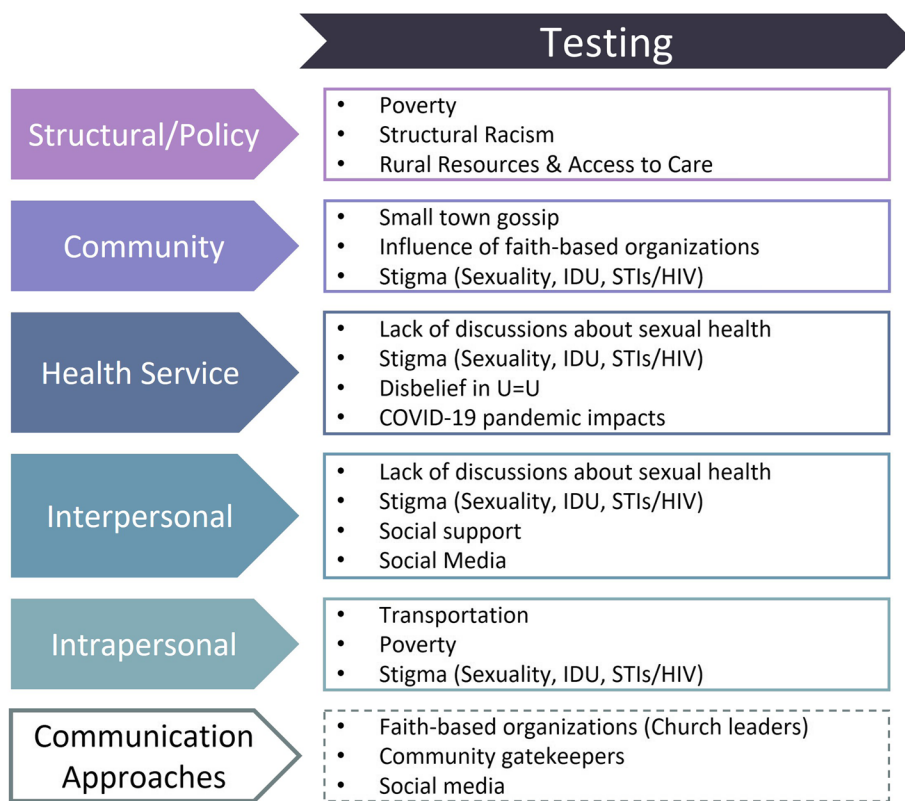 Testing
Structural/Policy
• Poverty
• Structural Racism
• Rural Resources & Access to Care
Community
• Small town gossip
• Influence of faith-based organizations
• Stigma (Sexuality, IDU, STIs/HIV)
Health Service
• Lack of discussions about sexual health
• Stigma (Sexuality, IDU, STIs/HIV)
• Disbelief in U=U
• COVID-19 pandemic impacts
Interpersonal
• Lack of discussions about sexual health
• Stigma (Sexuality, IDU, STIs/HIV)
• Social support
• Social Media
Intrapersonal
• Transportation
• Poverty
• Stigma (Sexuality, IDU, STIs/HIV)
Communication
Approaches
• Faith-based organizations (Church leaders)
• Community gatekeepers
• Social media